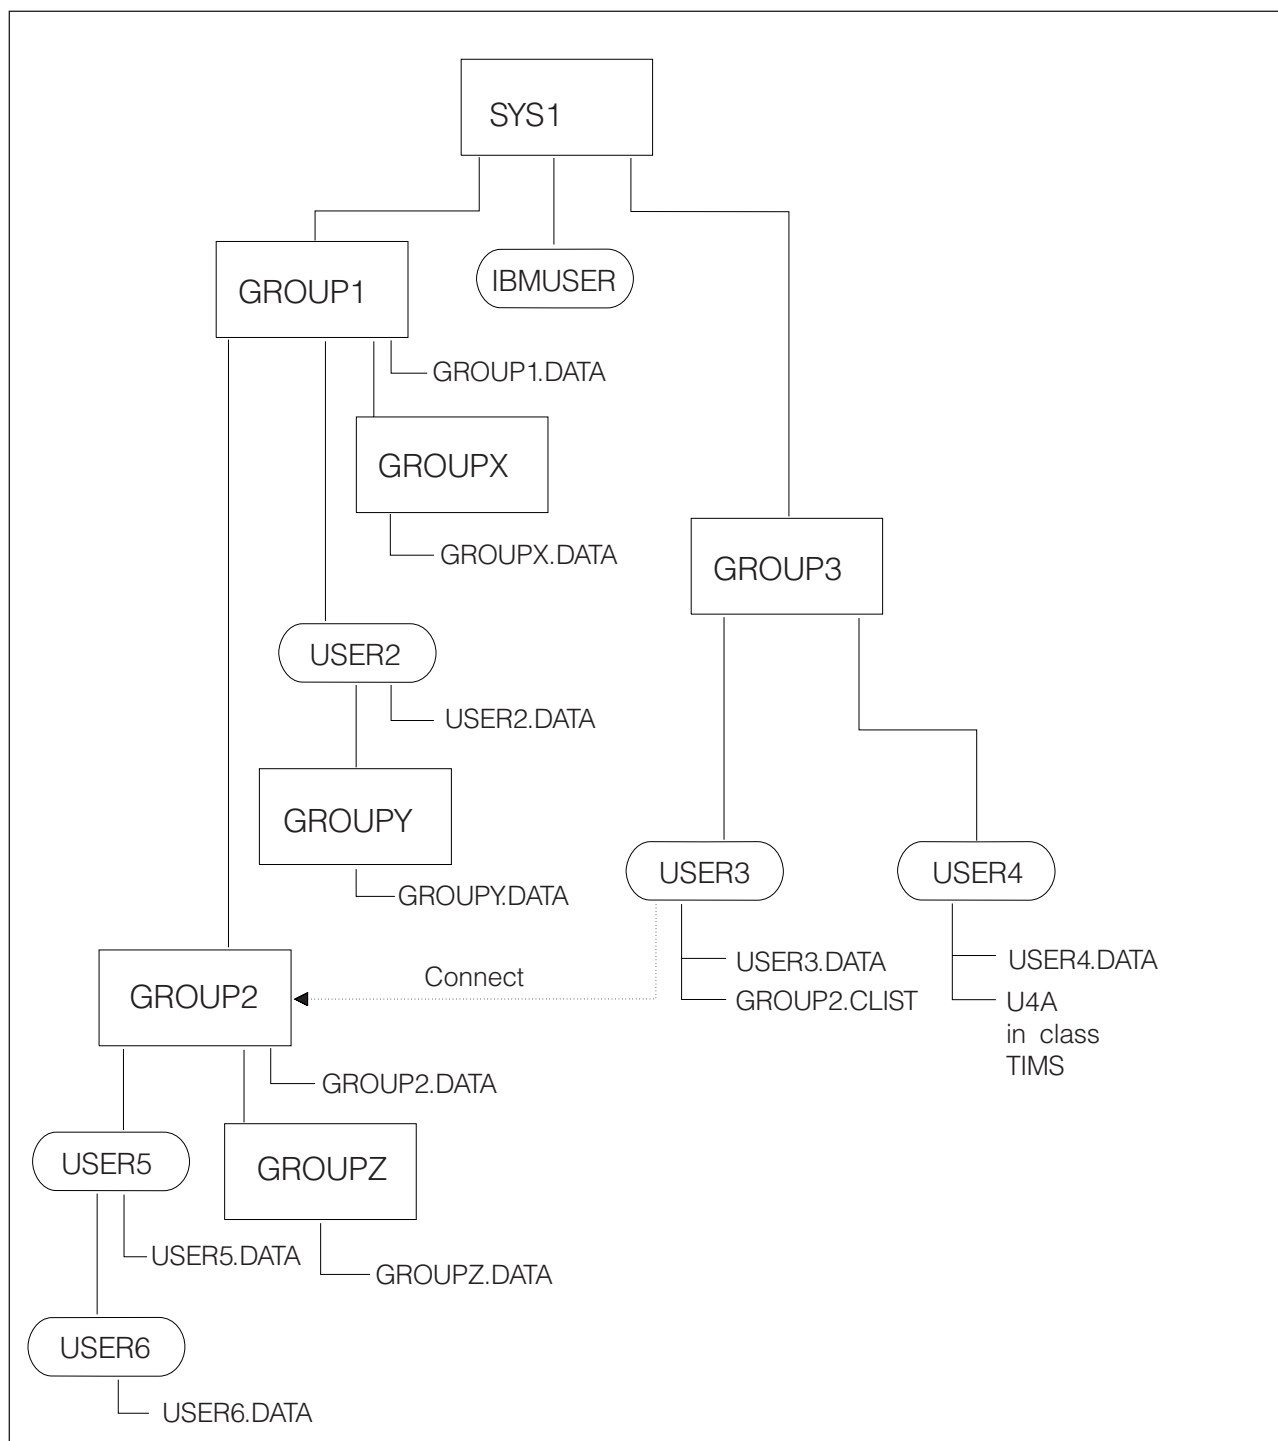 SYS1
GROUP1
IBMUSER
GROUP1.DATA
GROUPX
GROUPX.DATA
GROUP3
USER2
USER2.DATA
GROUPY
GROUPY.DATA
USER3
USER4
USER3.DATA
GROUP2.CLIST
USER4.DATA
U4A
in class
TIMS
Connect
GROUP2
GROUP2.DATA
USER5
GROUPZ
USER5.DATA
GROUPZ.DATA
USER6
USER6.DATA